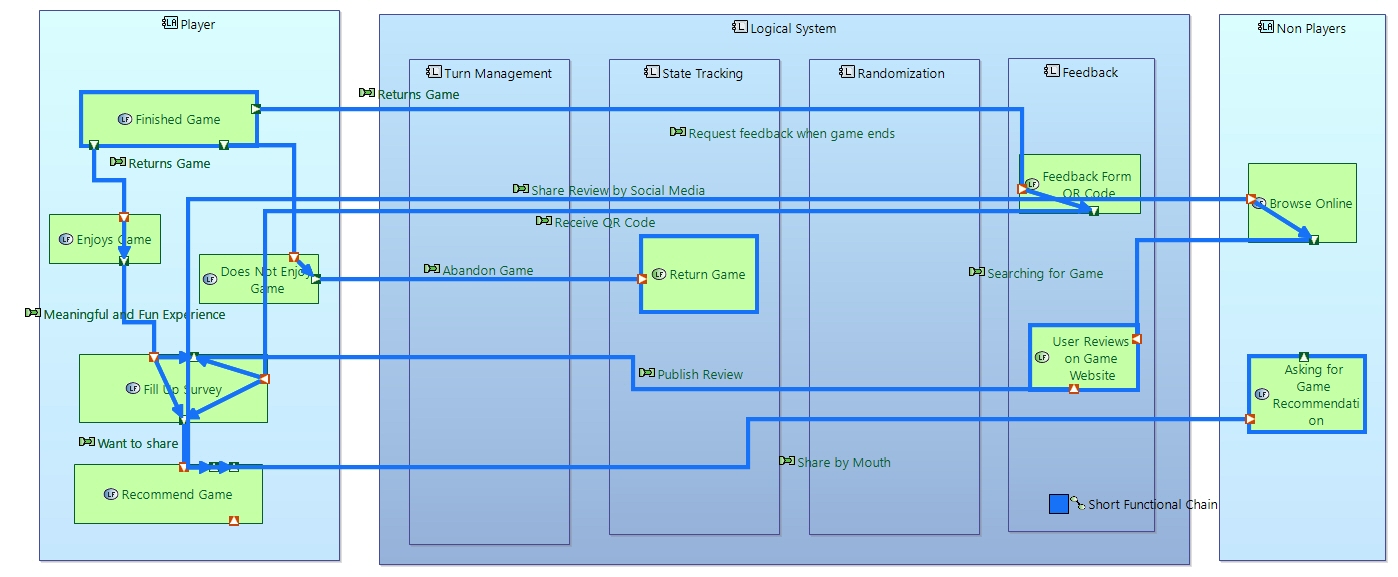 Player
Logical System
Non Players
Turn Management
State Tracking
Randomization
Feedback
Returns Game
Finished Game
Request feedback when game ends
Returns Game
Feedback Form
QR Code
Share Review by Social Media
Browse Online
Receive QR Code
Enjoys Game
Does Not Enjoy
Game
Abandon Game
Return Game
Searching for Game
Meaningful and Fun Experience
User Reviews
on Game
Website
Publish Review
Fill Up Survey
Asking for
Game
Recommendati
on
Want to share
Share by Mouth
Recommend Game
Short Functional Chain